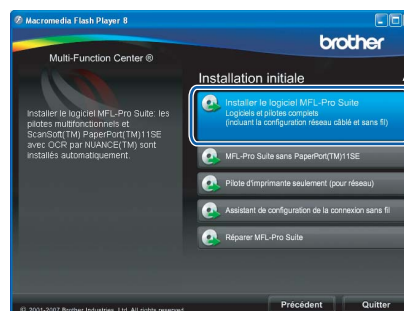 Macromedia Flash Player 8
brother
Multi-Function Center ®
Installation initiale
Installer le logiciel MFL-Pro Suite: les
pilotes multifonctionnels et
ScanSoft(TM) PaperPort(TM)11SE
avec OCR par NUANCE(TM) sont
installés automatiquement.
Installer le logiciel MFL-Pro Suite
Logiciels et pilotes complets
(incluant la configuration réseau câblé et sans fil)
MFL-Pro Suite sans PaperPort(TM)11SE
Pilote d'imprimante seulement (pour réseau)
Assistant de configuration de la connexion sans fil
Réparer MFL-Pro Suite
Précédent
Quitter
© 2001-2007 Brother Industries, Ltd. All rights reserved.